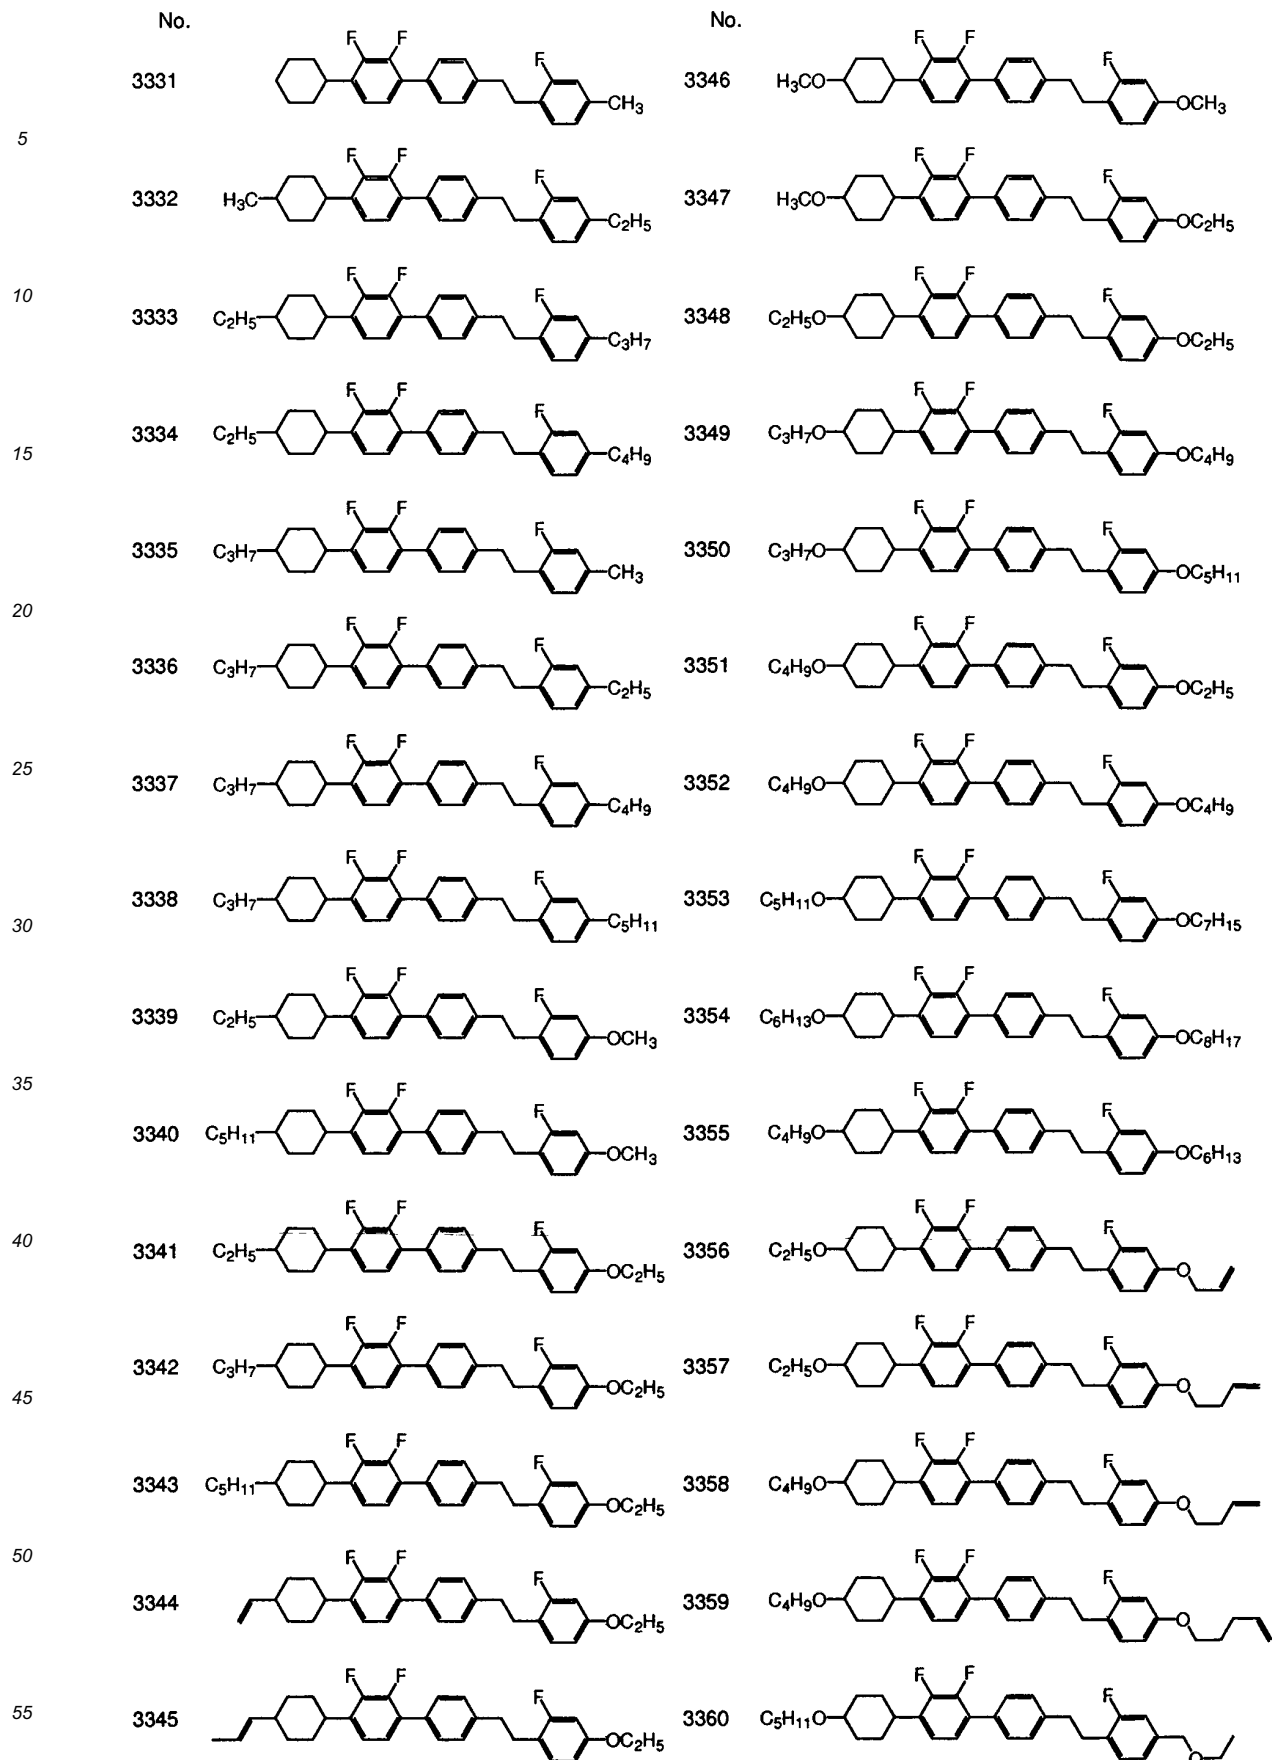 No. No.
F F F F F F
3331 CH3 3346 H3CO OCH3
5
F F F F F F
3332 H3C C2H5 3347 H3CO OC2H5
10
F F F F F F
3333 C2H5 C3H7 3348 C2H5O OC2H5
F F F F F F
3334 C2H5 C4H9 3349 C3H7O OC4H9
15
F F F F F F
3335 C3H7 CH3 3350 C3H7O OC5H11
20
F F F F F F
3336 C3H7 C2H5 3351 C4H9O OC2H5
25
F F F F F F
3337 C3H7 C4H9 3352 C4H9O OC4H9
F F F F F F
3338 C3H7 C5H11 3353 C5H11O OC7H15
30
F F F F F F
3339 C2H5 OCH3 3354 C6H13O OC8H17
35
F F F F F F
3340 C5H11 OCH3 3355 C4H9O OC6H13
40
F F F F F F
3341 C2H5 OC2H5 3356 C2H5O O
F F F F F F
3342 C3H7 OC2H5 3357 C2H5O O
45
F F F F F F
3343 C5H11 OC2H5 3358 C4H9O O
50
F F F F F F
3344 OC2H5 3359 C4H9O O
55
F F F F F F
3345 OC2H5 3360 C5H11O O